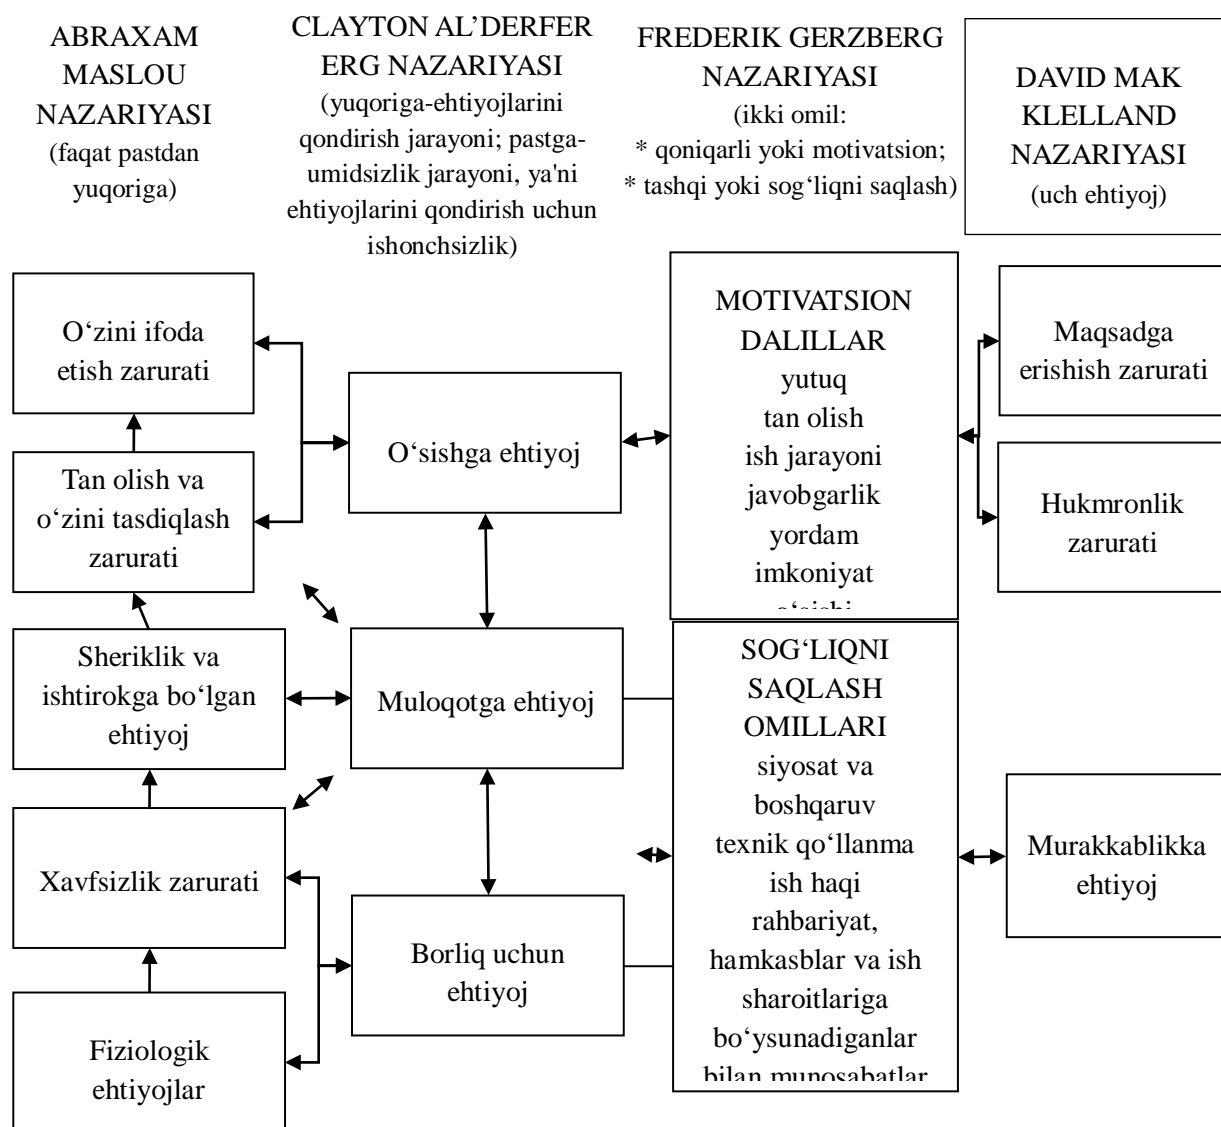 ABRAXAM
MASLOU
NAZARIYASI
(faqat pastdan
yuqoriga)
CLAYTON AL’DERFER
ERG NAZARIYASI
(yuqoriga-ehtiyojlarini
qondirish jarayoni; pastga-
umidsizlik jarayoni, ya'ni
ehtiyojlarini qondirish uchun
ishonchsizlik)
FREDERIK GERZBERG
NAZARIYASI
(ikki omil:
* qoniqarli yoki motivatsion;
* tashqi yoki sog‘liqni saqlash)
DAVID MAK
KLELLAND
NAZARIYASI
(uch ehtiyoj)
O‘zini ifoda
etish zarurati
Tan olish va
o‘zini tasdiqlash
zarurati
Sheriklik va
ishtirokga bo‘lgan
ehtiyoj
Xavfsizlik zarurati
Fiziologik
ehtiyojlar
O‘sishga ehtiyoj
Muloqotga ehtiyoj
Borliq uchun
ehtiyoj
MOTIVATSION
DALILLAR
yutuq
tan olish
ish jarayoni
javobgarlik
yordam
imkoniyat
SOG‘LIQNI
SAQLASH
OMILLARI
siyosat va
boshqaruv
texnik qo‘llanma
ish haqi
rahbariyat,
hamkasblar va ish
sharoitlariga
bo‘ysunadiganlar
bilan munosabatlar
Maqsadga
erishish zarurati
Hukmronlik
zarurati
Murakkablikka
ehtiyoj